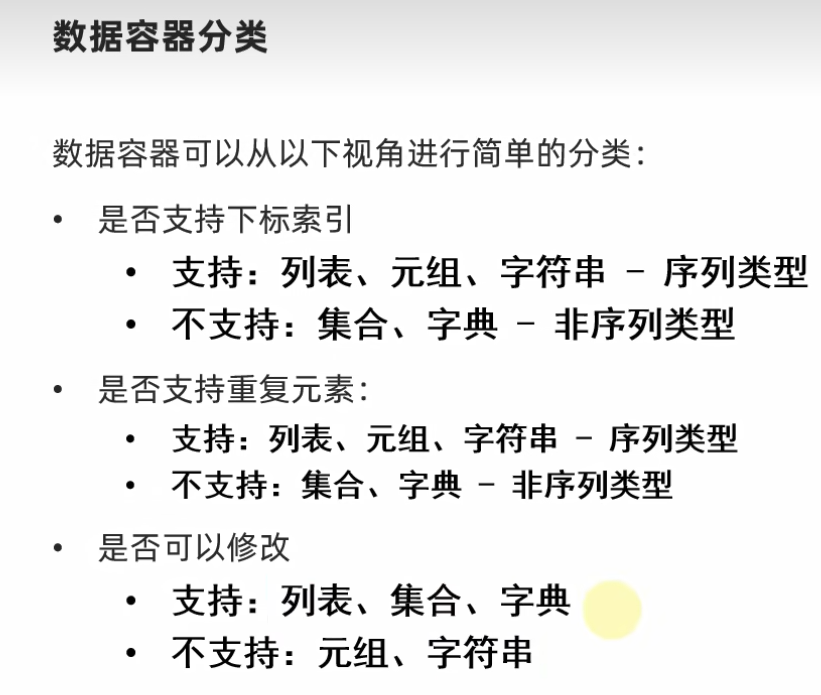 数据容器分类
数据容器可以从以下视角进行简单的分类：
• 是否支持下标索引
• 支持：列表、元组、字符串 - 序列类型
• 不支持：集合、字典 - 非序列类型
• 是否支持重复元素：
• 支持：列表、元组、字符串 - 序列类型
• 不支持：集合、字典 - 非序列类型
• 是否可以修改
• 支持：列表、集合、字典
• 不支持：元组、字符串